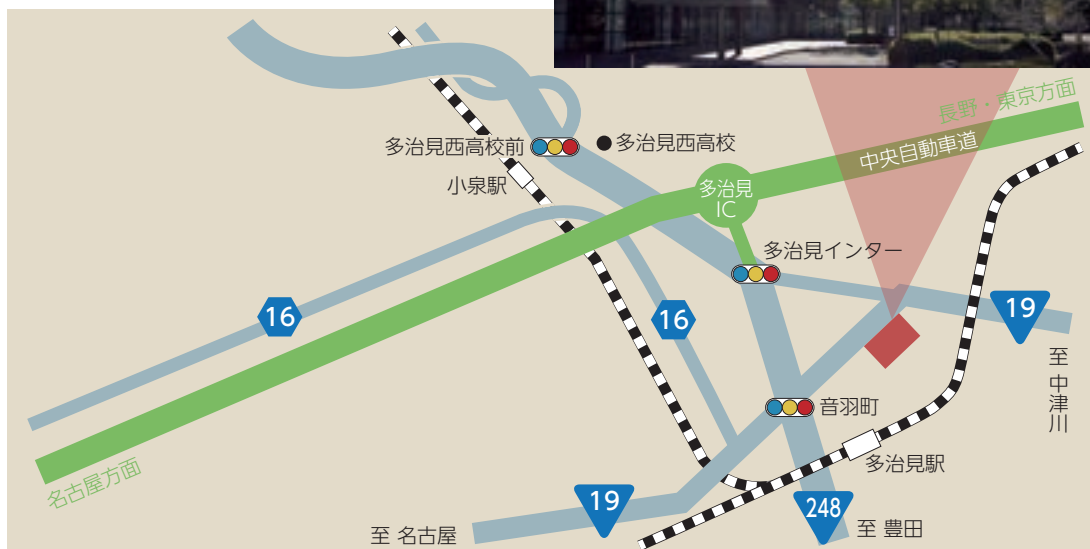 長野・東京方面
中央自動車道
多治見西高校前
多治見西高校
小泉駅
多治見
IC
多治見インター
16
16
19
至 中津川
音羽町
多治見駅
名古屋方面
19
248
至 名古屋
至 豊田